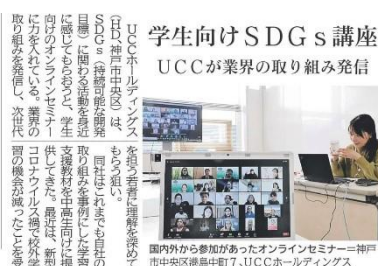 学生向けSDGs講座
UCCが業界の取り組み発信
UCCホールディングス
(HD、神戸市中央区)は、
SDGs(持続可能な開発
目標)に関わる活動を身近
に感じてもらおうと、学生
向けのオンラインセミナー
に力を入れている。業界の
取り組みを発信し、次世代
を担う若者に理解を深めて
もらう狙い。
同社はこれまでも自社の
取り組みを事例にした学習
支援教材を中高生向けに提
供してきた。最近は、新型
コロナウイルス禍で校外学
習の機会が減ったことを受
国内外から参加があったオンラインセミナー=神戸
市中央区港島中町7、UCCホールディングス